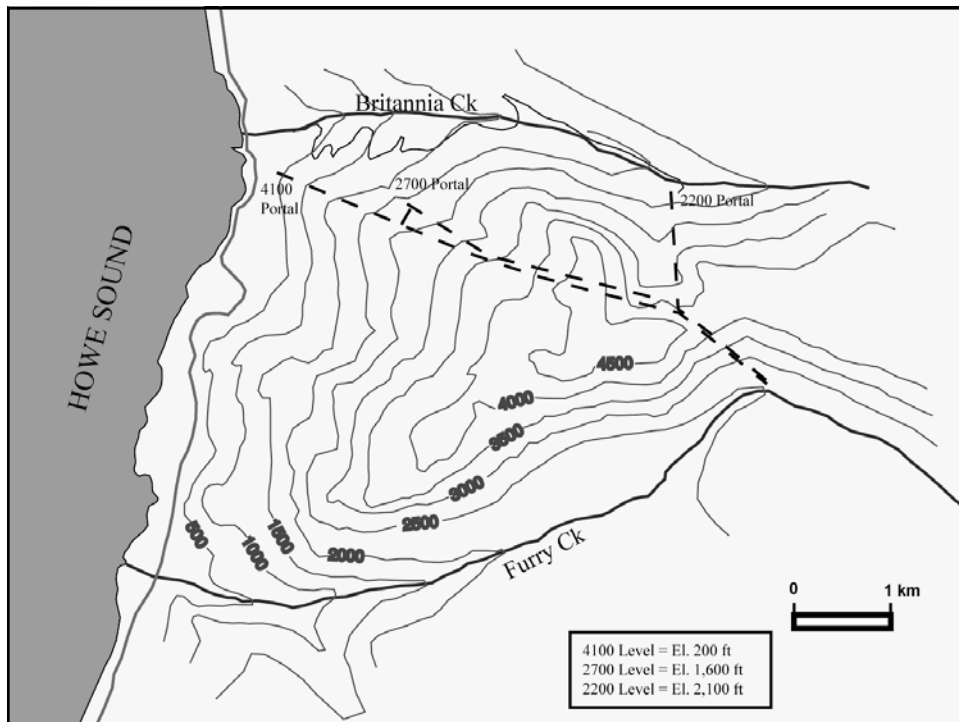 Britannia Ck
4100
Portal
2700 Portal
2200 Portal
HOWE SOUND
4500
4000
3500
3000
2500
2000
1500
1000
500
Furry Ck
0 1 km
4100 Level = El. 200 ft
2700 Level = El. 1,600 ft
2200 Level = El. 2,100 ft